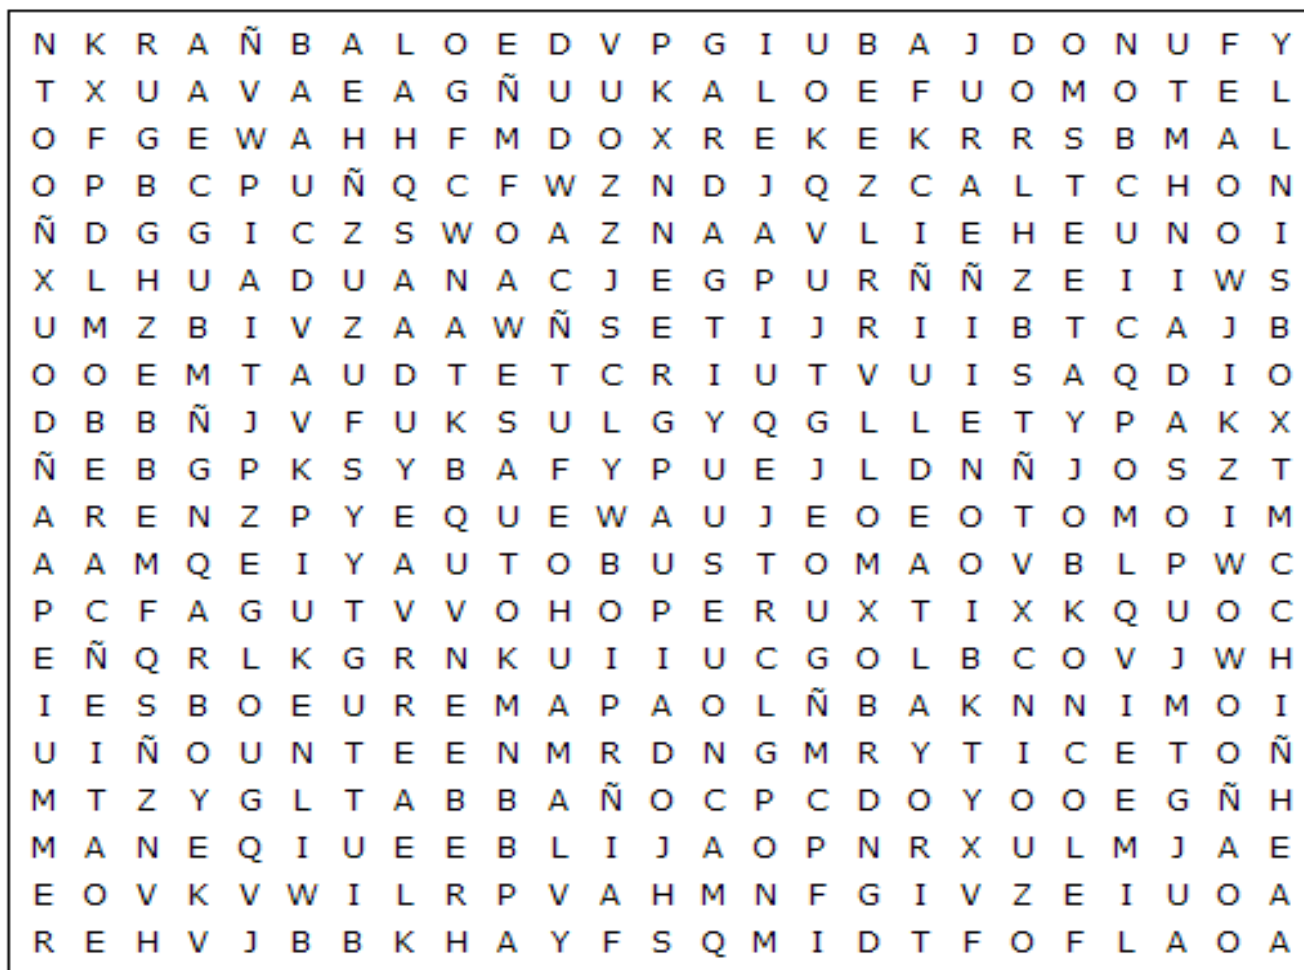 N K R A Ñ B A L O E D V P G I U B A J D O N U F Y
T X U A V A E A G Ñ U U K A L O E F U O M O T E L
O F G E W A H H F M D O X R E K E K R R S B M A L
O P B C P U Ñ Q C F W Z N D J Q Z C A L T C H O N
Ñ D G G I C Z S W O A Z N A A V L I E H E U N O I
X L H U A D U A N A C J E G P U R Ñ Ñ Z E I I W S
U M Z B I V Z A A W Ñ S E T I J R I I B T C A J B
O O E M T A U D T E T C R I U T V U I S A Q D I O
D B B Ñ J V F U K S U L G Y Q G L L E T Y P A K X
Ñ E B G P K S Y B A F Y P U E J L D N Ñ J O S Z T
A R E N Z P Y E Q U E W A U J E O E O T O M O I M
A A M Q E I Y A U T O B U S T O M A O V B L P W C
P C F A G U T V V O H O P E R U X T I X K Q U O C
E Ñ Q R L K G R N K U I I U C G O L B C O V J W H
I E S B O E U R E M A P A O L Ñ B A K N N I M O I
U I Ñ O U N T E E N M R D N G M R Y T I C E T O Ñ
M T Z Y G L T A B B A Ñ O C P C D O Y O O E G Ñ H
M A N E Q I U E E B L I J A O P N R X U L M J A E
E O V K V W I L R P V A H M N F G I V Z E I U O A
R E H V J B B K H A Y F S Q M I D T F O F L A O A